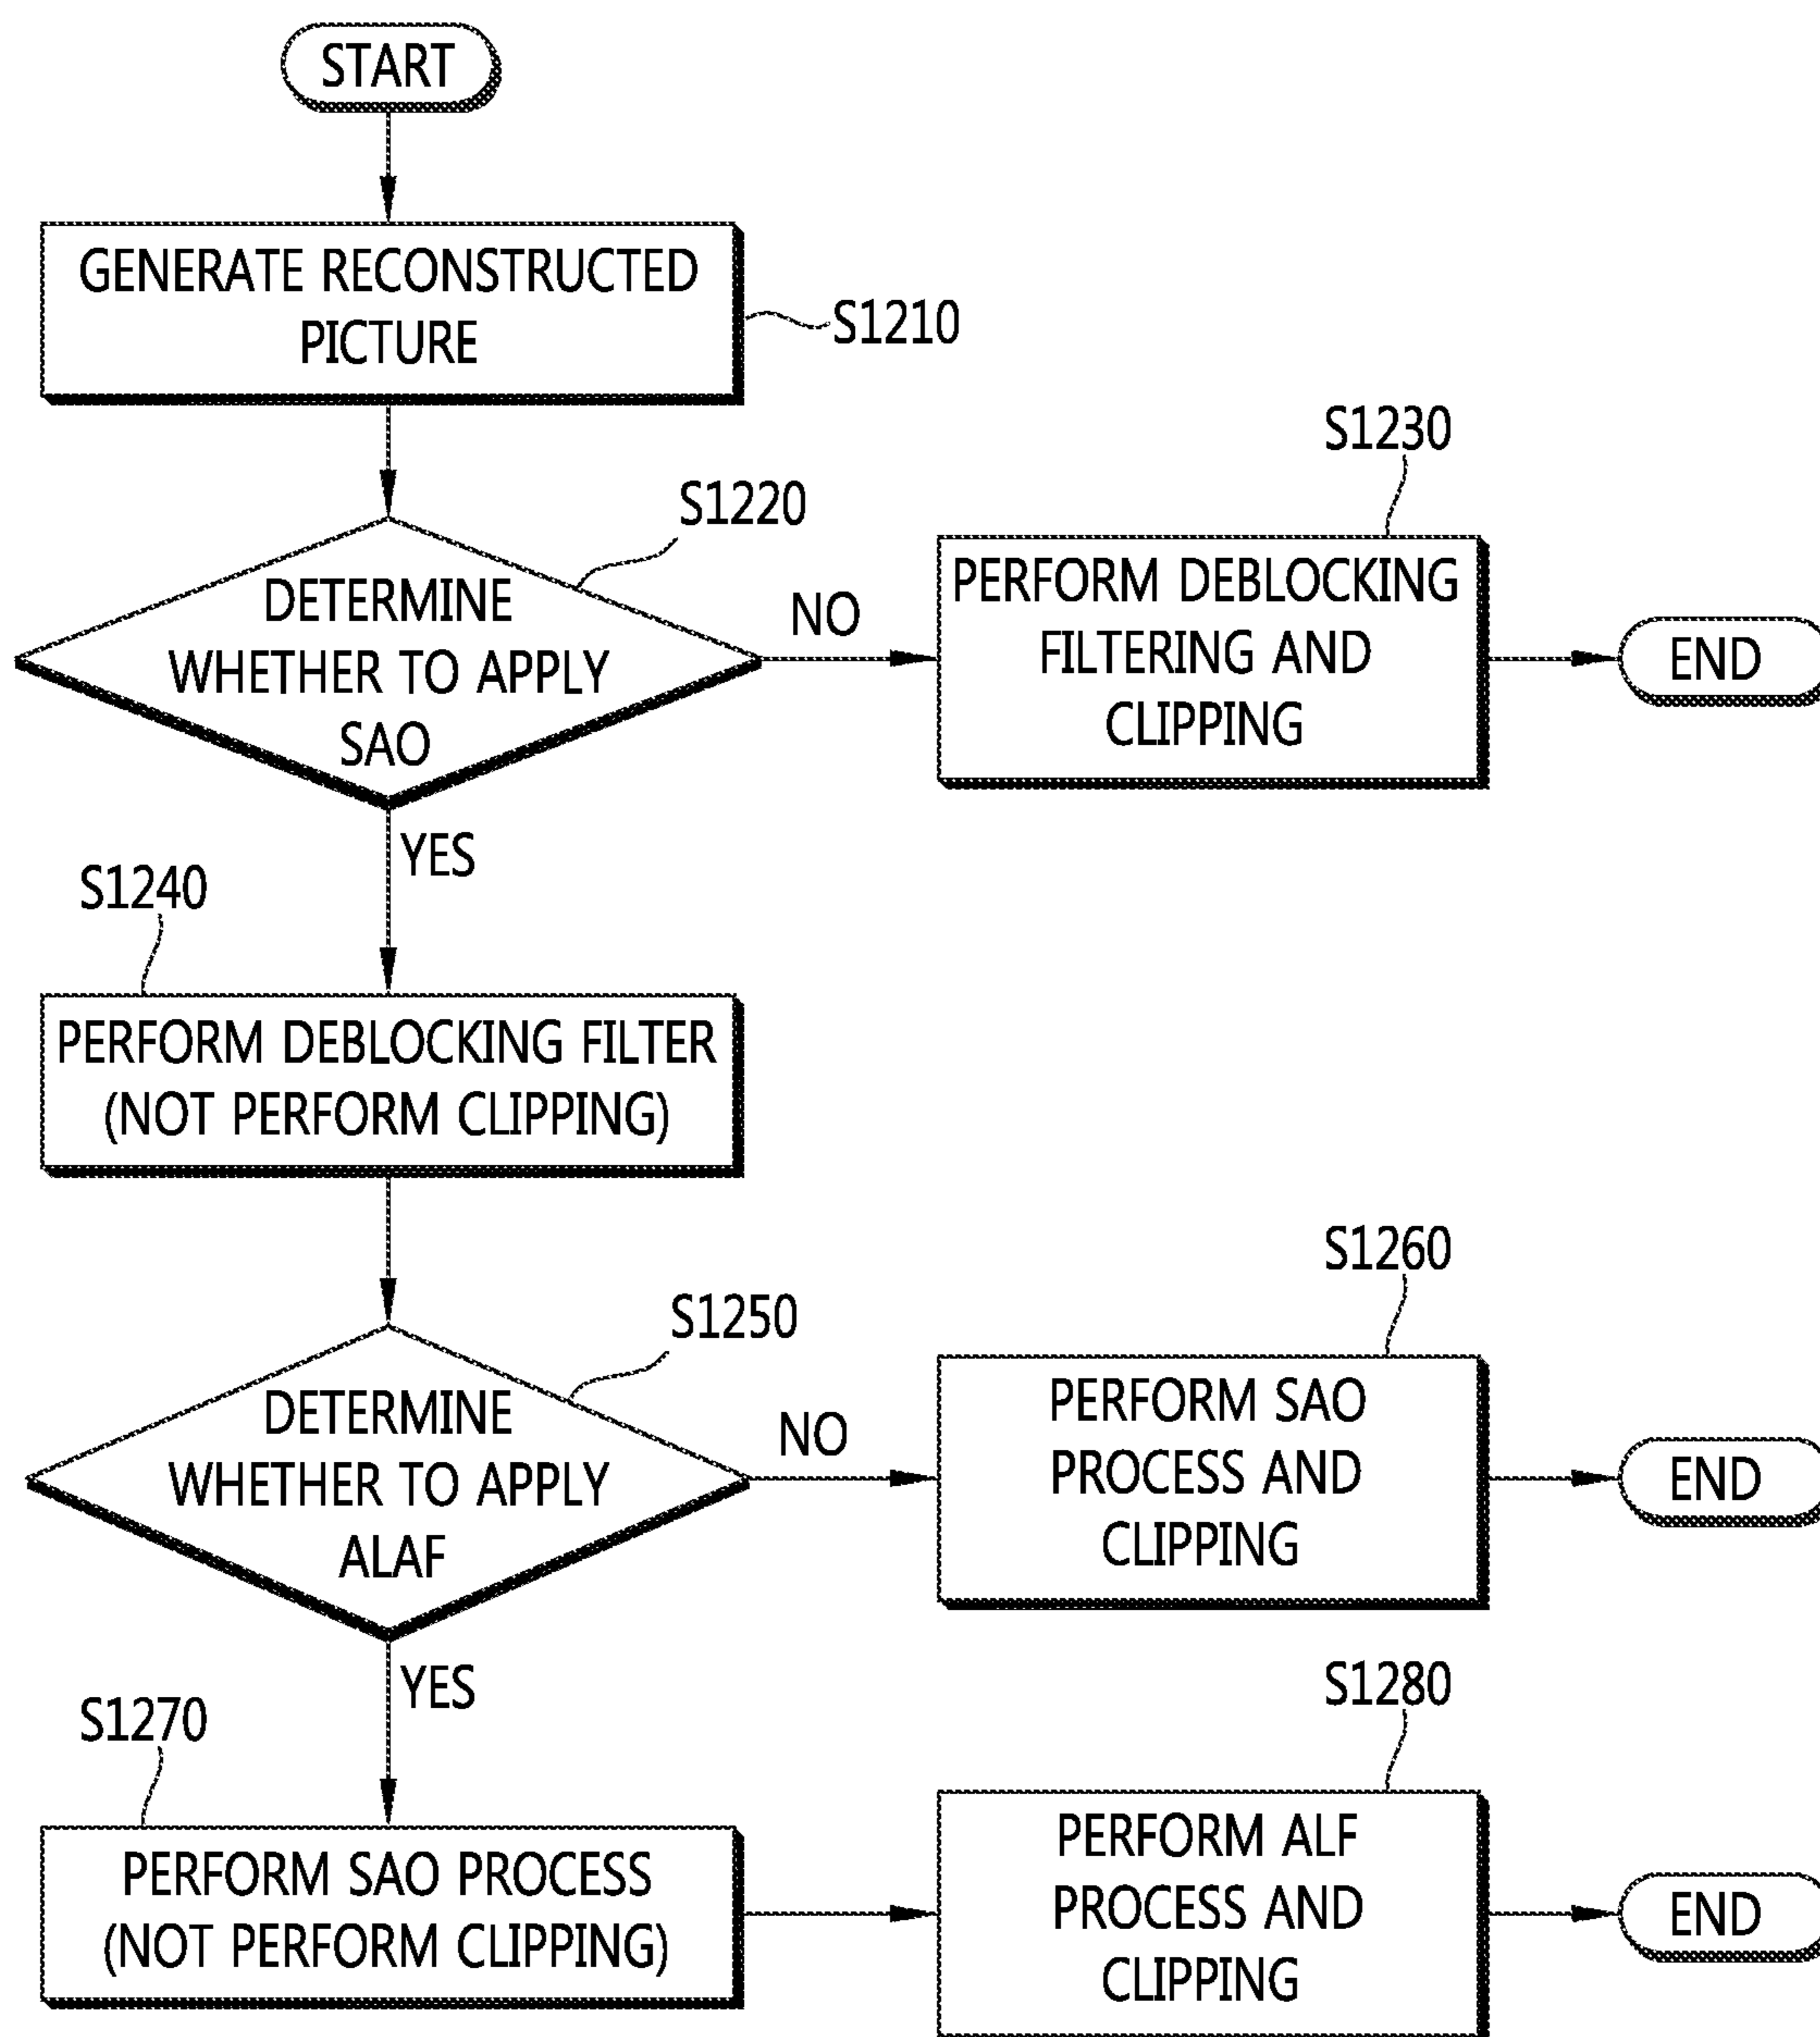 START
GENERATE RECONSTRUCTED
PICTURE
S1210
S1220
DETERMINE
WHETHER TO APPLY
SAO
NO
S1230
PERFORM DEBLOCKING
FILTERING AND
CLIPPING
END
YES
S1240
PERFORM DEBLOCKING FILTER
(NOT PERFORM CLIPPING)
S1250
DETERMINE
WHETHER TO APPLY
ALAF
NO
S1260
PERFORM SAO
PROCESS AND
CLIPPING
END
YES
S1270
PERFORM SAO PROCESS
(NOT PERFORM CLIPPING)
S1280
PERFORM ALF
PROCESS AND
CLIPPING
END